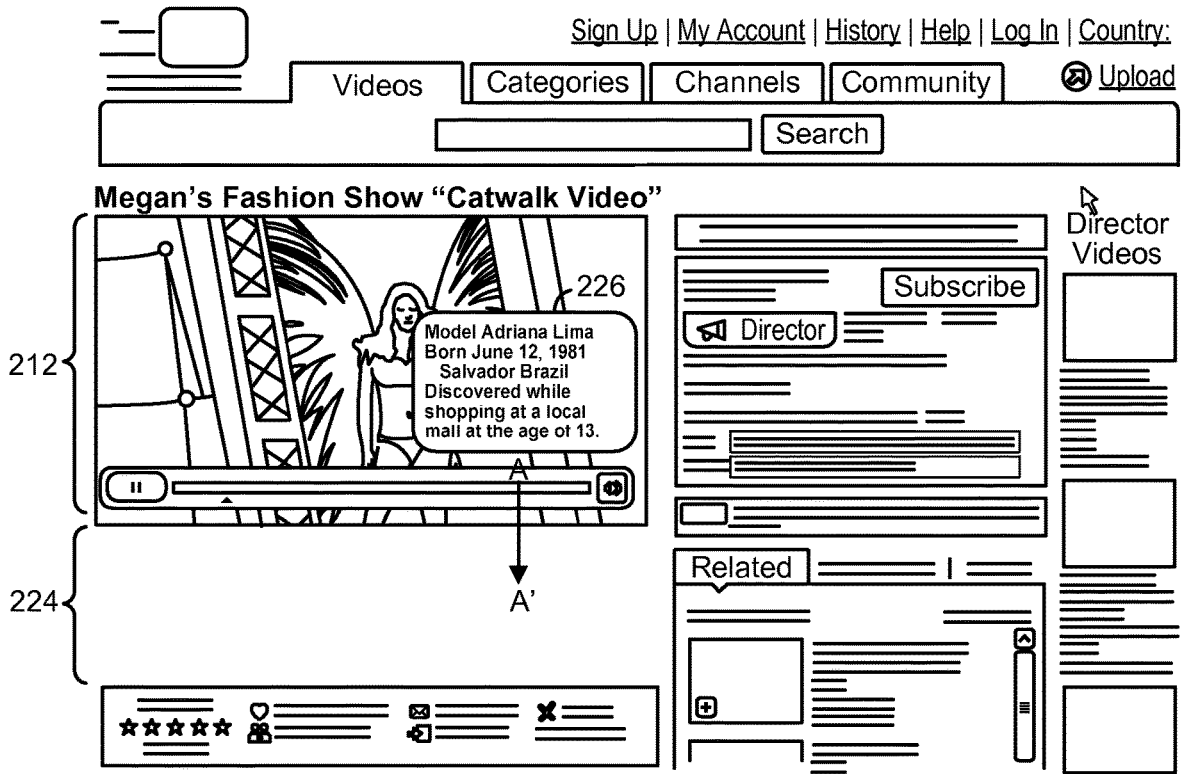 Sign Up | My Account | History | Help | Log In | Country:
Videos
Categories
Channels
Community
Upload
Search
Megan's Fashion Show “Catwalk Video”
212
226
Model Adriana Lima
Born June 12, 1981
Salvador Brazil
Discovered while
shopping at a local
mall at the age of 13.
A
A'
224
Subscribe
Director
Related
Director
Videos